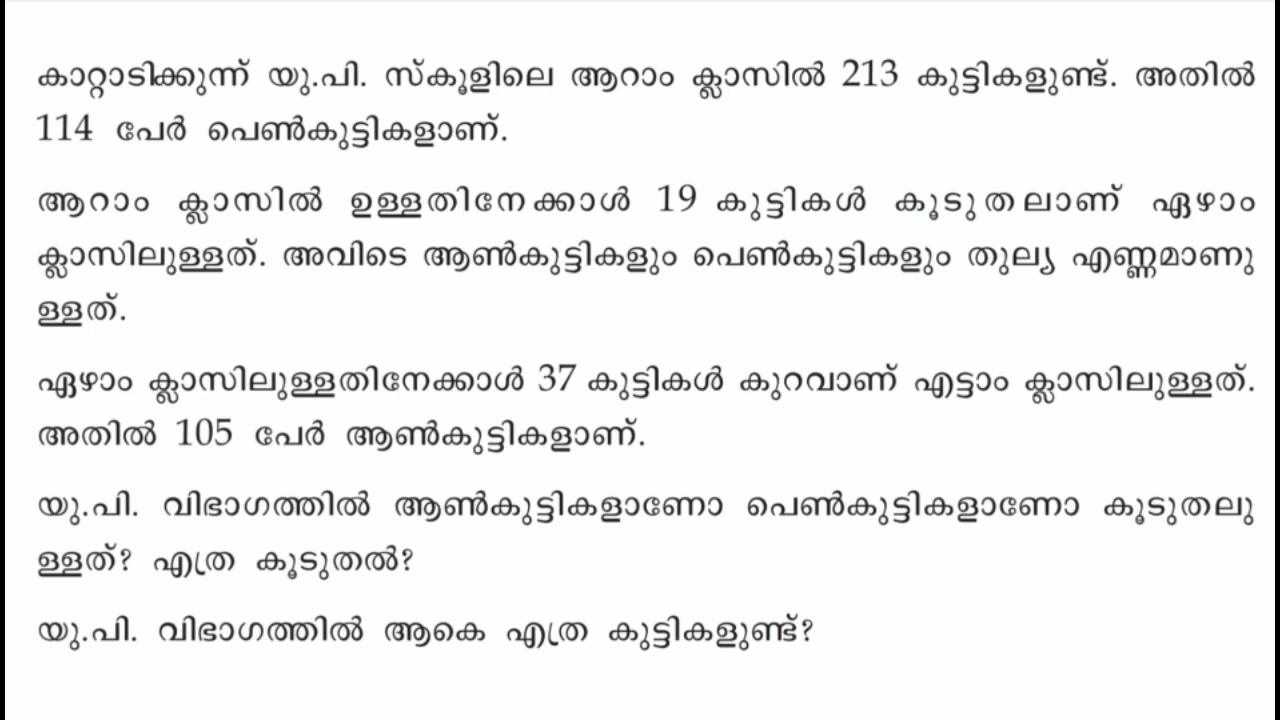 കാറ്റാടിക്കുന്ന് യു.പി. സ്കൂളിലെ ആറാം ക്ലാസിൽ 213 കുട്ടികളുണ്ട്. അതിൽ
114 പേർ പെൺകുട്ടികളാണ്.
ആറാം ക്ലാസിൽ ഉള്ളതിനേക്കാൾ 19 കുട്ടികൾ കൂടുതലാണ് ഏഴാം
ക്ലാസിലുള്ളത്. അവിടെ ആൺകുട്ടികളും പെൺകുട്ടികളും തുല്യ എണ്ണമാണു
ള്ളത്.
ഏഴാം ക്ലാസിലുള്ളതിനേക്കാൾ 37 കുട്ടികൾ കുറവാണ് എട്ടാം ക്ലാസിലുള്ളത്.
അതിൽ 105 പേർ ആൺകുട്ടികളാണ്.
യു.പി. വിഭാഗത്തിൽ ആൺകുട്ടികളാണോ പെൺകുട്ടികളാണോ കൂടുതലു
ള്ളത്? എത്ര കൂടുതൽ?
യു.പി. വിഭാഗത്തിൽ ആകെ എത്ര കുട്ടികളുണ്ട്?